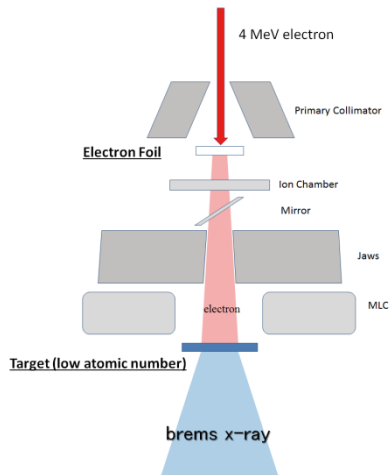 4 MeV electron
Primary Collimator
Electron Foil
Ion Chamber
Mirror
Jaws
MLC
electron
Target (low atomic number)
brems x-ray